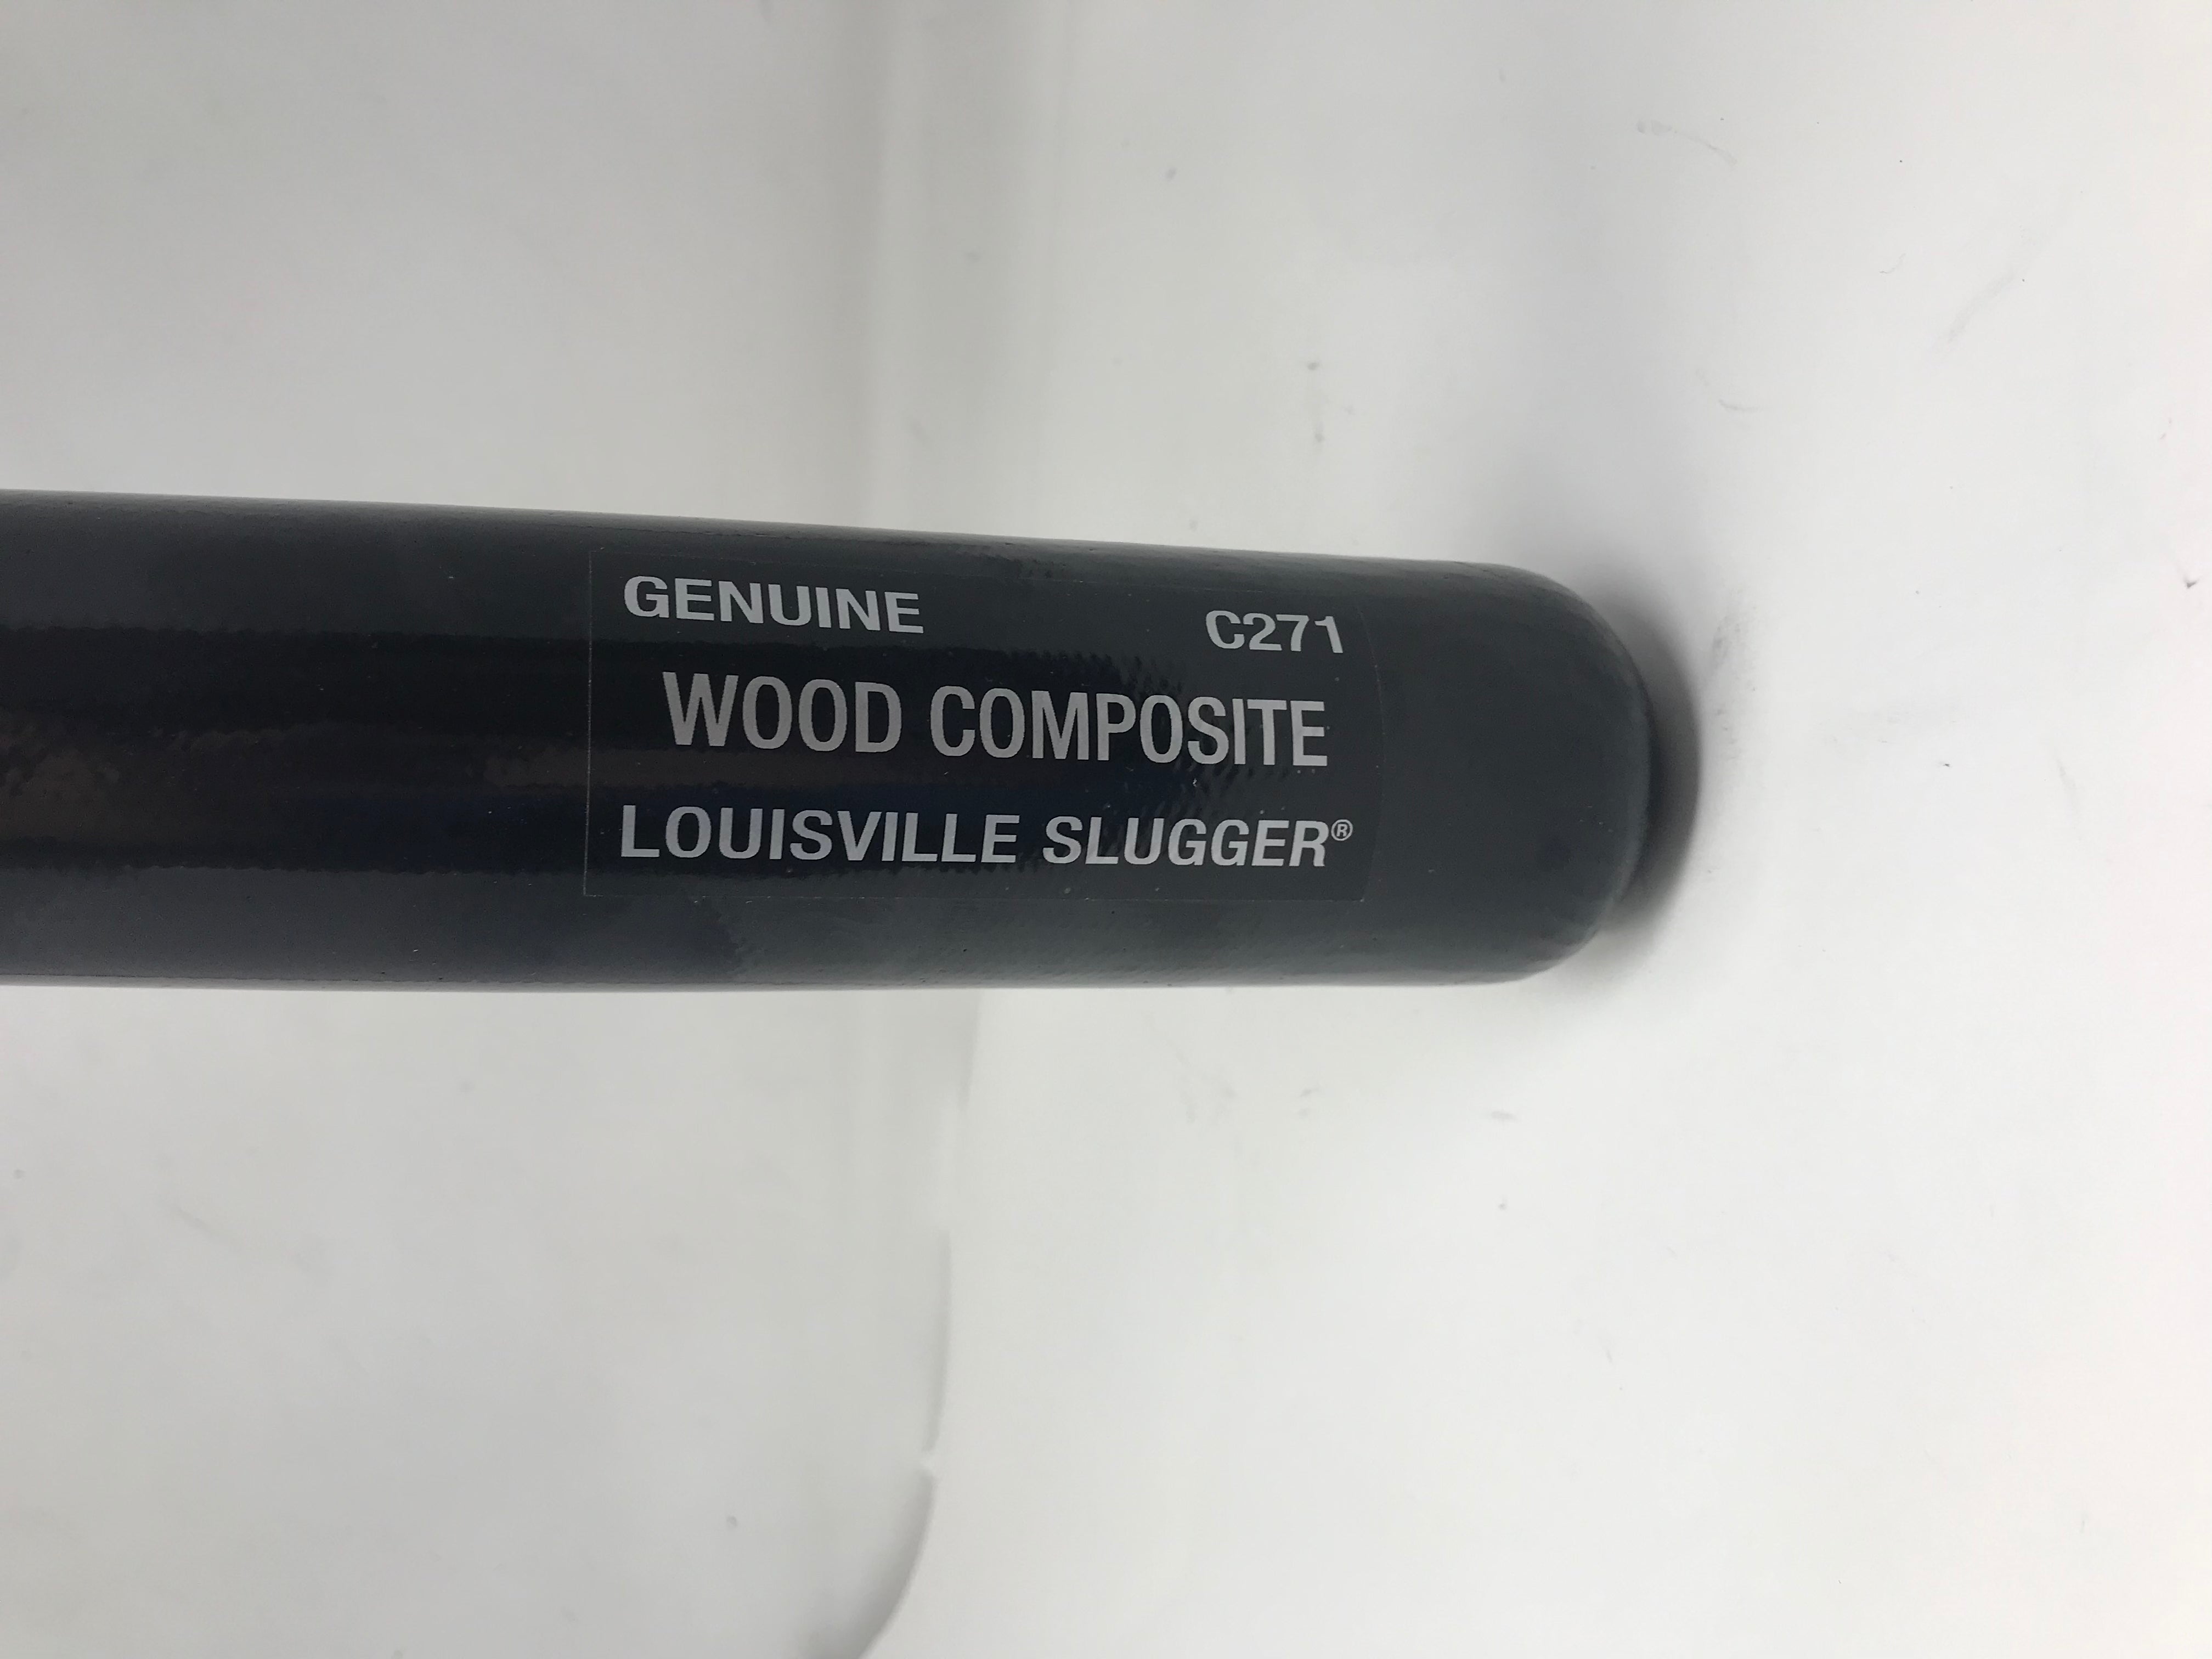 GENUINE C271
WOOD COMPOSITE
LOUISVILLE SLUGGER®